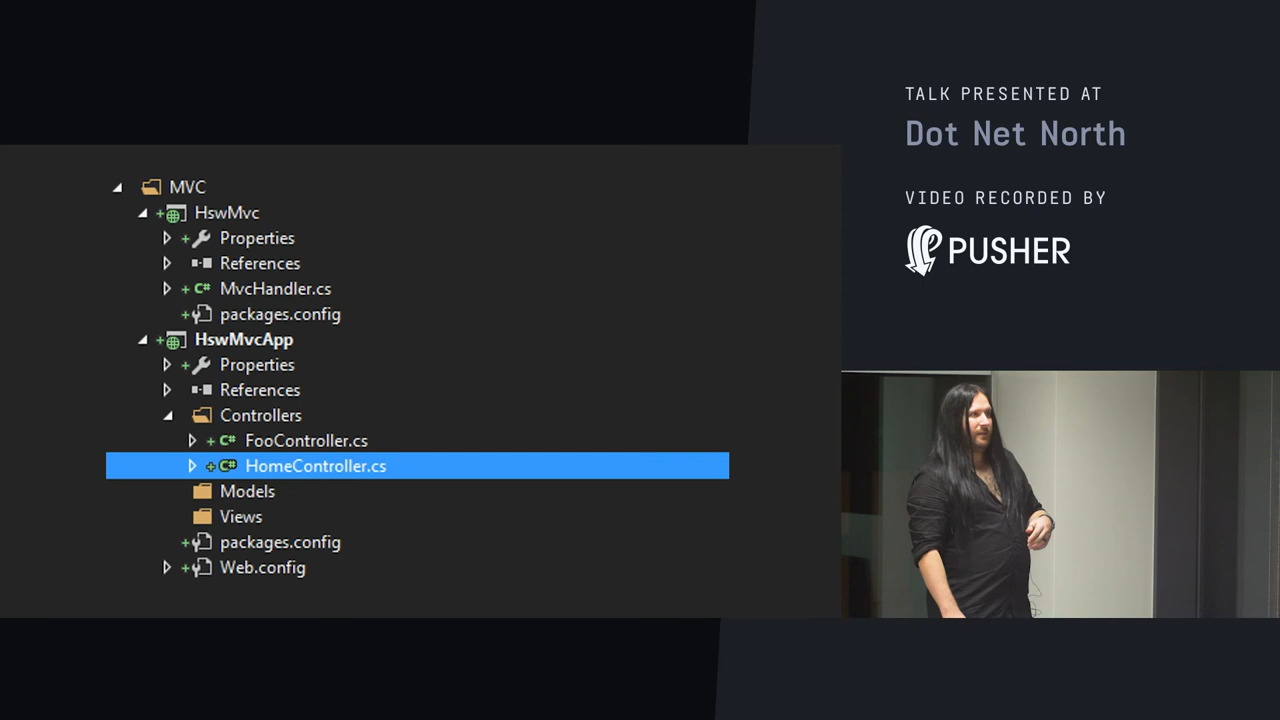 MVC
HswMvc
Properties
References
C# MvcHandler.cs
packages.config
HswMvcApp
Properties
References
Controllers
C# FooController.cs
C# HomeController.cs
Models
Views
packages.config
Web.config
TALK PRESENTED AT
Dot Net North
VIDEO RECORDED BY
PUSHER